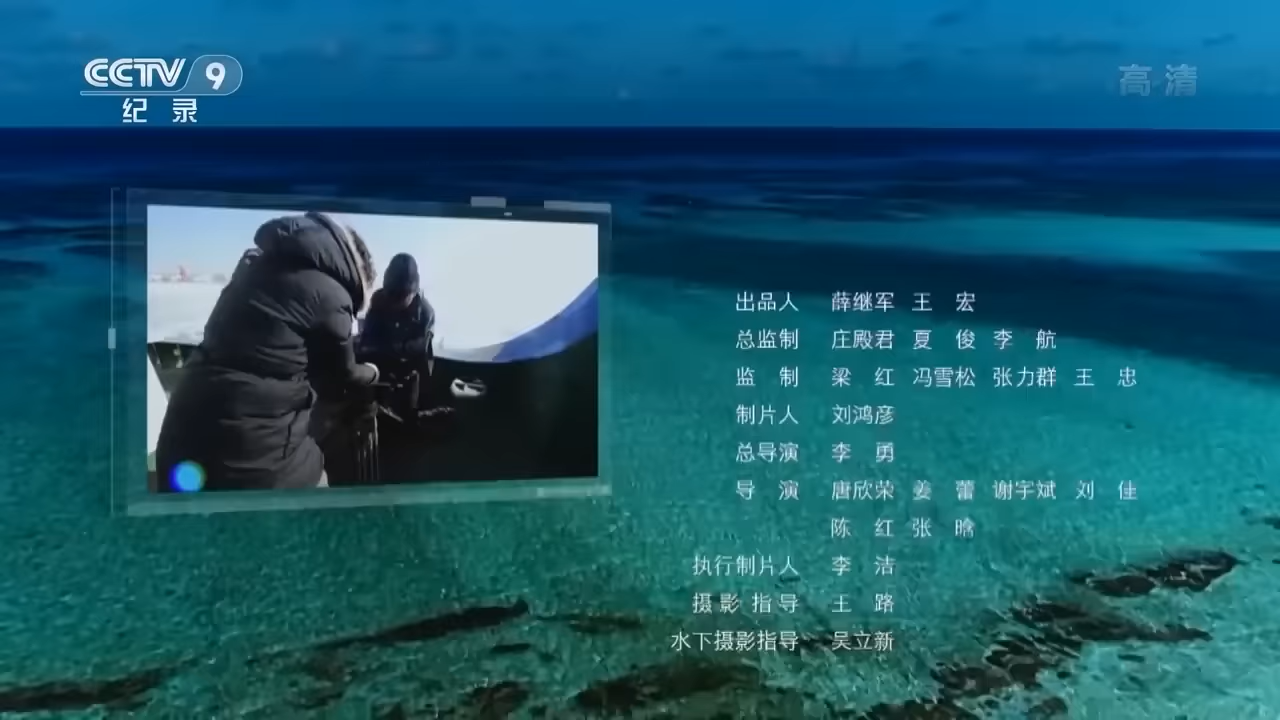 CCTV 9
高清
纪 录
出品人 薛继军 王 宏
总监制 庄殿君 夏 俊 李 航
监 制 梁 红 冯雪松 张力群 王 忠
制片人 刘鸿彦
总导演 李 勇
导 演 唐欣荣 姜 蕾 谢宇斌 刘 佳
陈 红 张 晗
执行制片人 李 洁
摄影指导 王 路
水下摄影指导 吴立新